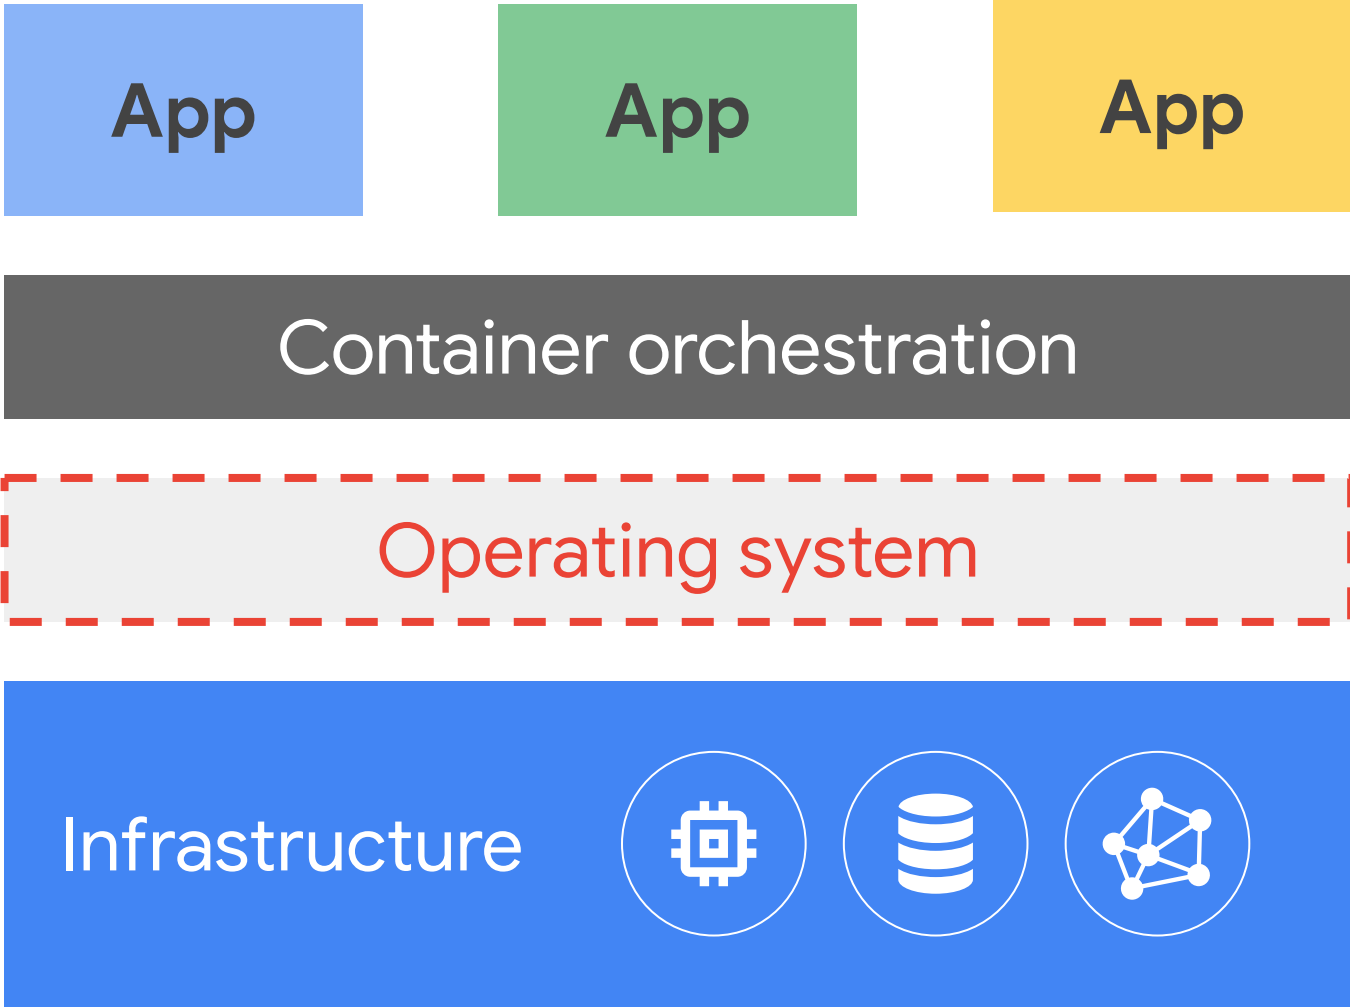 App
App
App
Container orchestration
Operating system
Infrastructure